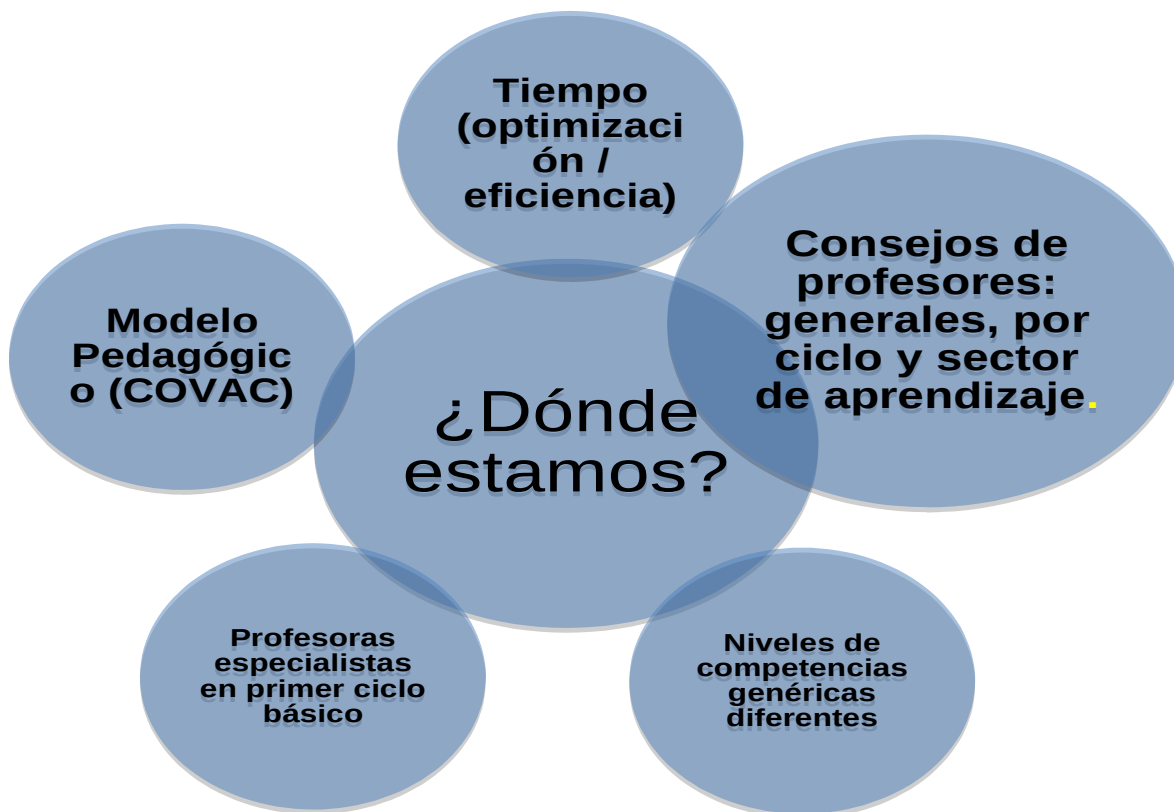 Tiempo
(optimizaci
ón /
eficiencia)
Consejos de
profesores:
generales, por
ciclo y sector
de aprendizaje.
Modelo
Pedagógic
o (COVAC)
¿Dónde
estamos?
Profesoras
especialistas
en primer ciclo
básico
Niveles de
competencias
genéricas
diferentes